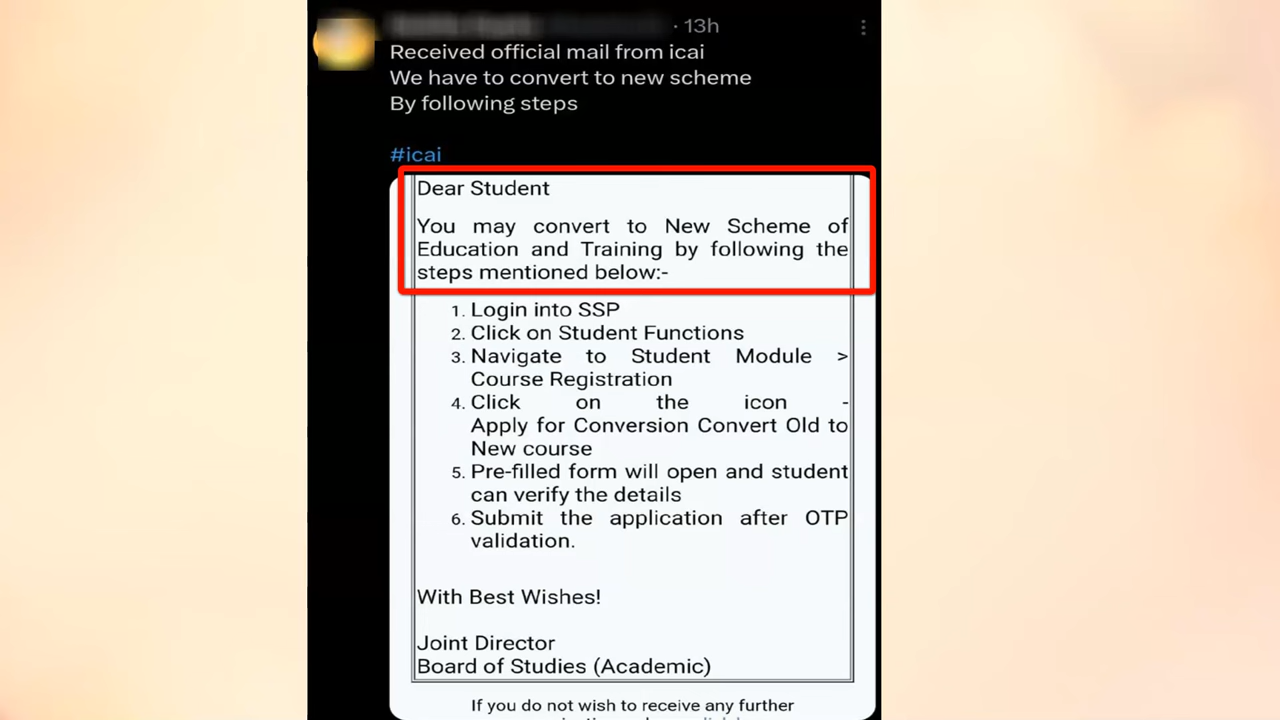 · 13h
Received official mail from icai
We have to convert to new scheme
By following steps
#icai
Dear Student
You may convert to New Scheme of
Education and Training by following the
steps mentioned below:-
1. Login into SSP
2. Click on Student Functions
3. Navigate to Student Module >
Course Registration
4. Click on the icon -
Apply for Conversion Convert Old to
New course
5. Pre-filled form will open and student
can verify the details
6. Submit the application after OTP
validation.
With Best Wishes!
Joint Director
Board of Studies (Academic)
If you do not wish to receive any further